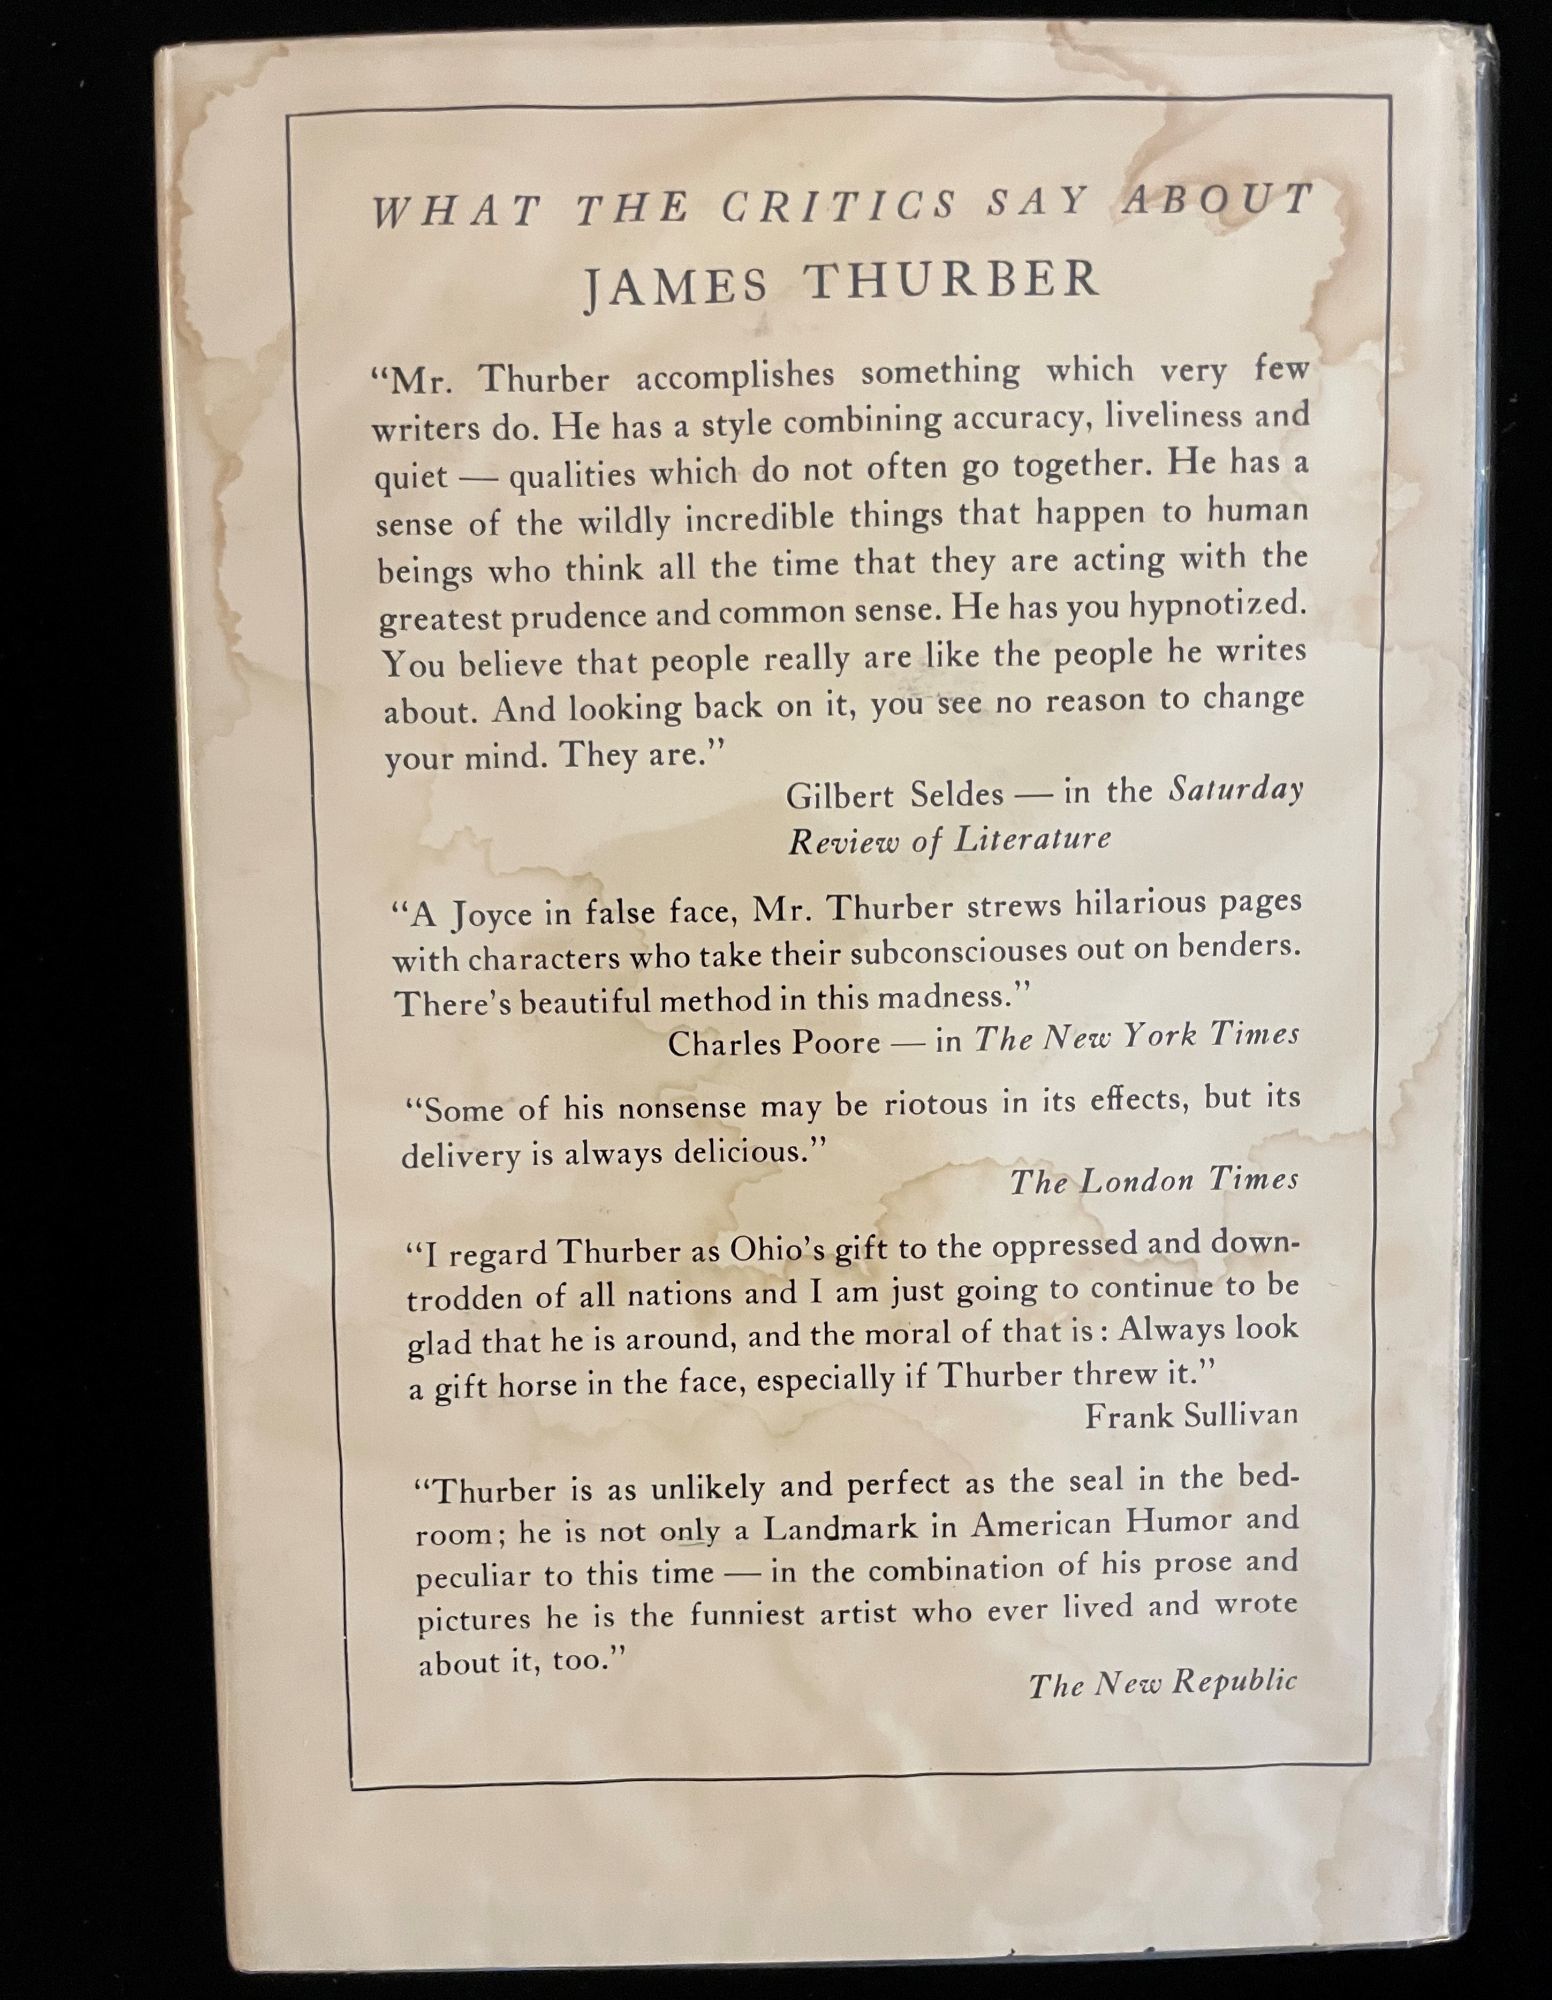 WHAT THE CRITICS SAY ABOUT
JAMES THURBER
“Mr. Thurber accomplishes something which very few
writers do. He has a style combining accuracy, liveliness and
quiet — qualities which do not often go together. He has a
sense of the wildly incredible things that happen to human
beings who think all the time that they are acting with the
greatest prudence and common sense. He has you hypnotized.
You believe that people really are like the people he writes
about. And looking back on it, you see no reason to change
your mind. They are.”
Gilbert Seldes — in the Saturday
Review of Literature
“A Joyce in false face, Mr. Thurber strews hilarious pages
with characters who take their subconsciouses out on benders.
There’s beautiful method in this madness.”
Charles Poore — in The New York Times
“Some of his nonsense may be riotous in its effects, but its
delivery is always delicious.”
The London Times
“I regard Thurber as Ohio’s gift to the oppressed and down-
trodden of all nations and I am just going to continue to be
glad that he is around, and the moral of that is: Always look
a gift horse in the face, especially if Thurber threw it.”
Frank Sullivan
“Thurber is as unlikely and perfect as the seal in the bed-
room; he is not only a Landmark in American Humor and
peculiar to this time — in the combination of his prose and
pictures he is the funniest artist who ever lived and wrote
about it, too.”
The New Republic